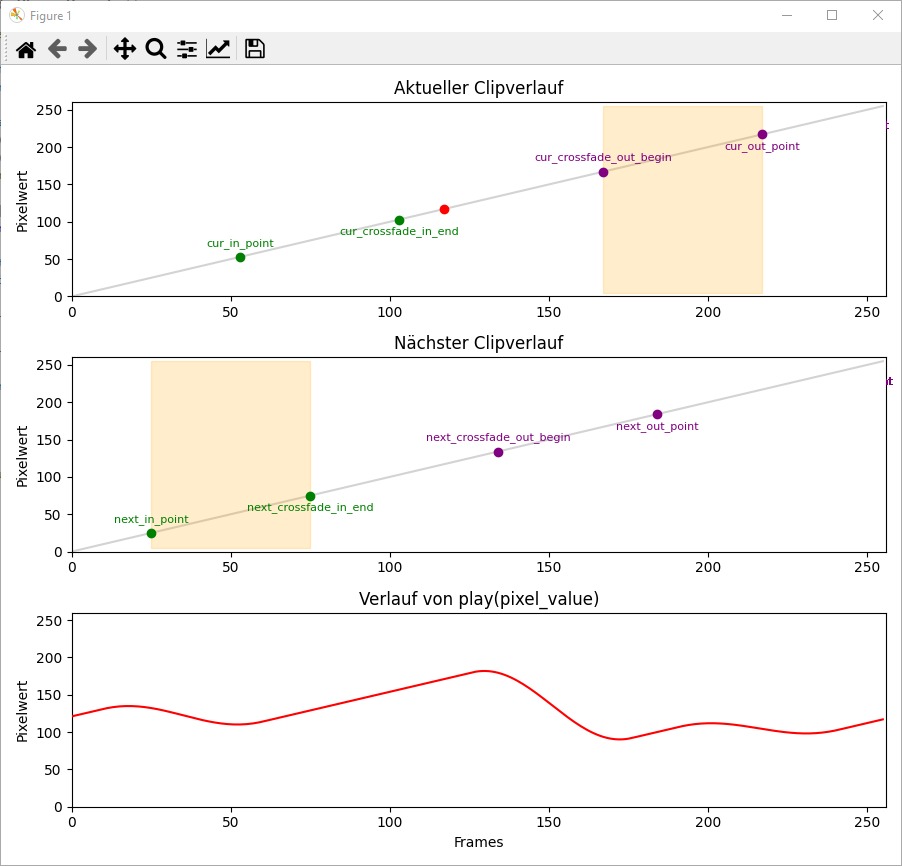 Figure 1
Aktueller Clipverlauf
250
200
150
100
50
0
Pixelwert
cur_in_point
cur_crossfade_in_end
cur_crossfade_out_begin
cur_out_point
0 50 100 150 200 250
Nächster Clipverlauf
250
200
150
100
50
0
Pixelwert
next_in_point
next_crossfade_in_end
next_crossfade_out_begin
next_out_point
0 50 100 150 200 250
Verlauf von play(pixel_value)
250
200
150
100
50
0
Pixelwert
0 50 100 150 200 250
Frames